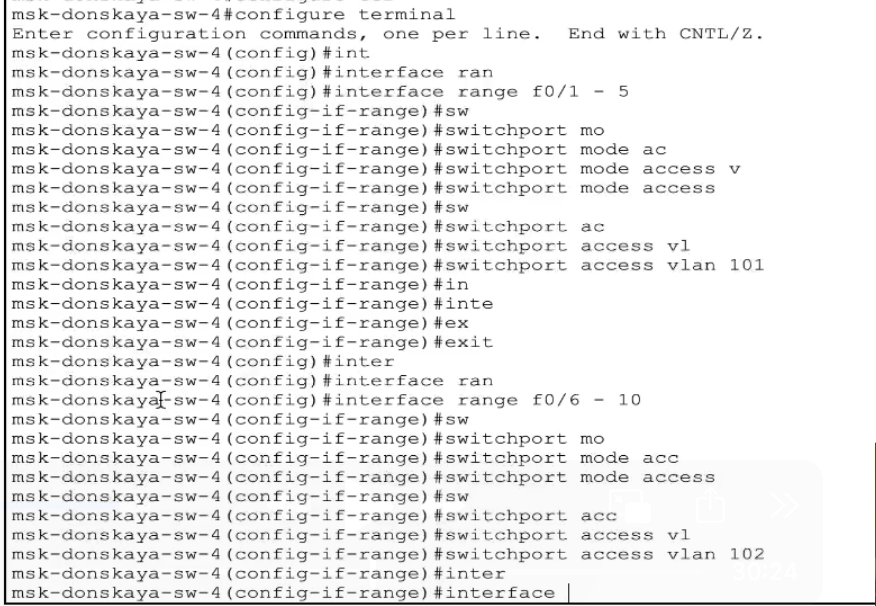 msk-donskaya-sw-4#configure terminal
Enter configuration commands, one per line.  End with CNTL/Z.
msk-donskaya-sw-4(config)#int
msk-donskaya-sw-4(config)#interface ran
msk-donskaya-sw-4(config)#interface range f0/1 - 5
msk-donskaya-sw-4(config-if-range)#sw
msk-donskaya-sw-4(config-if-range)#switchport mo
msk-donskaya-sw-4(config-if-range)#switchport mode ac
msk-donskaya-sw-4(config-if-range)#switchport mode access v
msk-donskaya-sw-4(config-if-range)#switchport mode access
msk-donskaya-sw-4(config-if-range)#sw
msk-donskaya-sw-4(config-if-range)#switchport ac
msk-donskaya-sw-4(config-if-range)#switchport access vl
msk-donskaya-sw-4(config-if-range)#switchport access vlan 101
msk-donskaya-sw-4(config-if-range)#in
msk-donskaya-sw-4(config-if-range)#inte
msk-donskaya-sw-4(config-if-range)#ex
msk-donskaya-sw-4(config-if-range)#exit
msk-donskaya-sw-4(config)#inter
msk-donskaya-sw-4(config)#interface ran
msk-donskaya-sw-4(config)#interface range f0/6 - 10
msk-donskaya-sw-4(config-if-range)#sw
msk-donskaya-sw-4(config-if-range)#switchport mo
msk-donskaya-sw-4(config-if-range)#switchport mode acc
msk-donskaya-sw-4(config-if-range)#switchport mode access
msk-donskaya-sw-4(config-if-range)#sw
msk-donskaya-sw-4(config-if-range)#switchport acc
msk-donskaya-sw-4(config-if-range)#switchport access vl
msk-donskaya-sw-4(config-if-range)#switchport access vlan 102
msk-donskaya-sw-4(config-if-range)#inter
30:24
msk-donskaya-sw-4(config-if-range)#interface